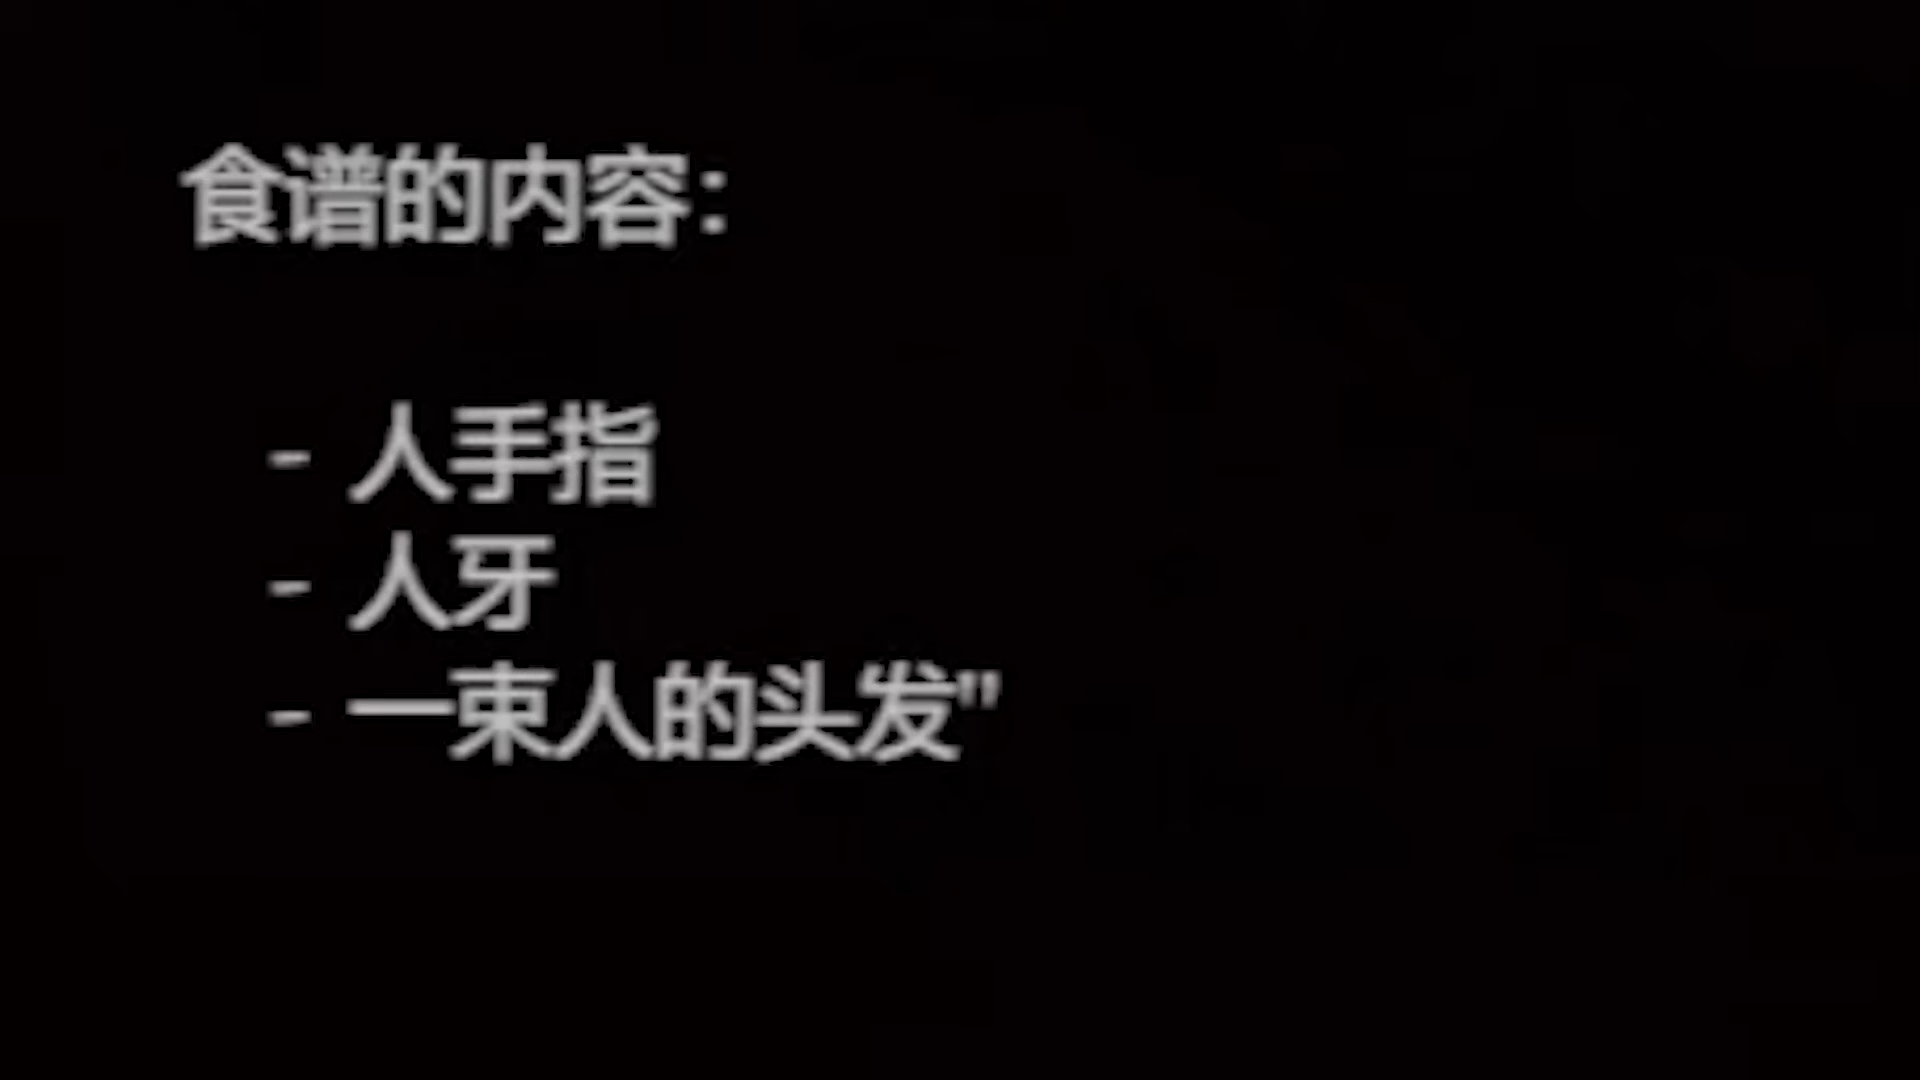 食谱的内容：
- 人手指
- 人牙
- 一束人的头发"